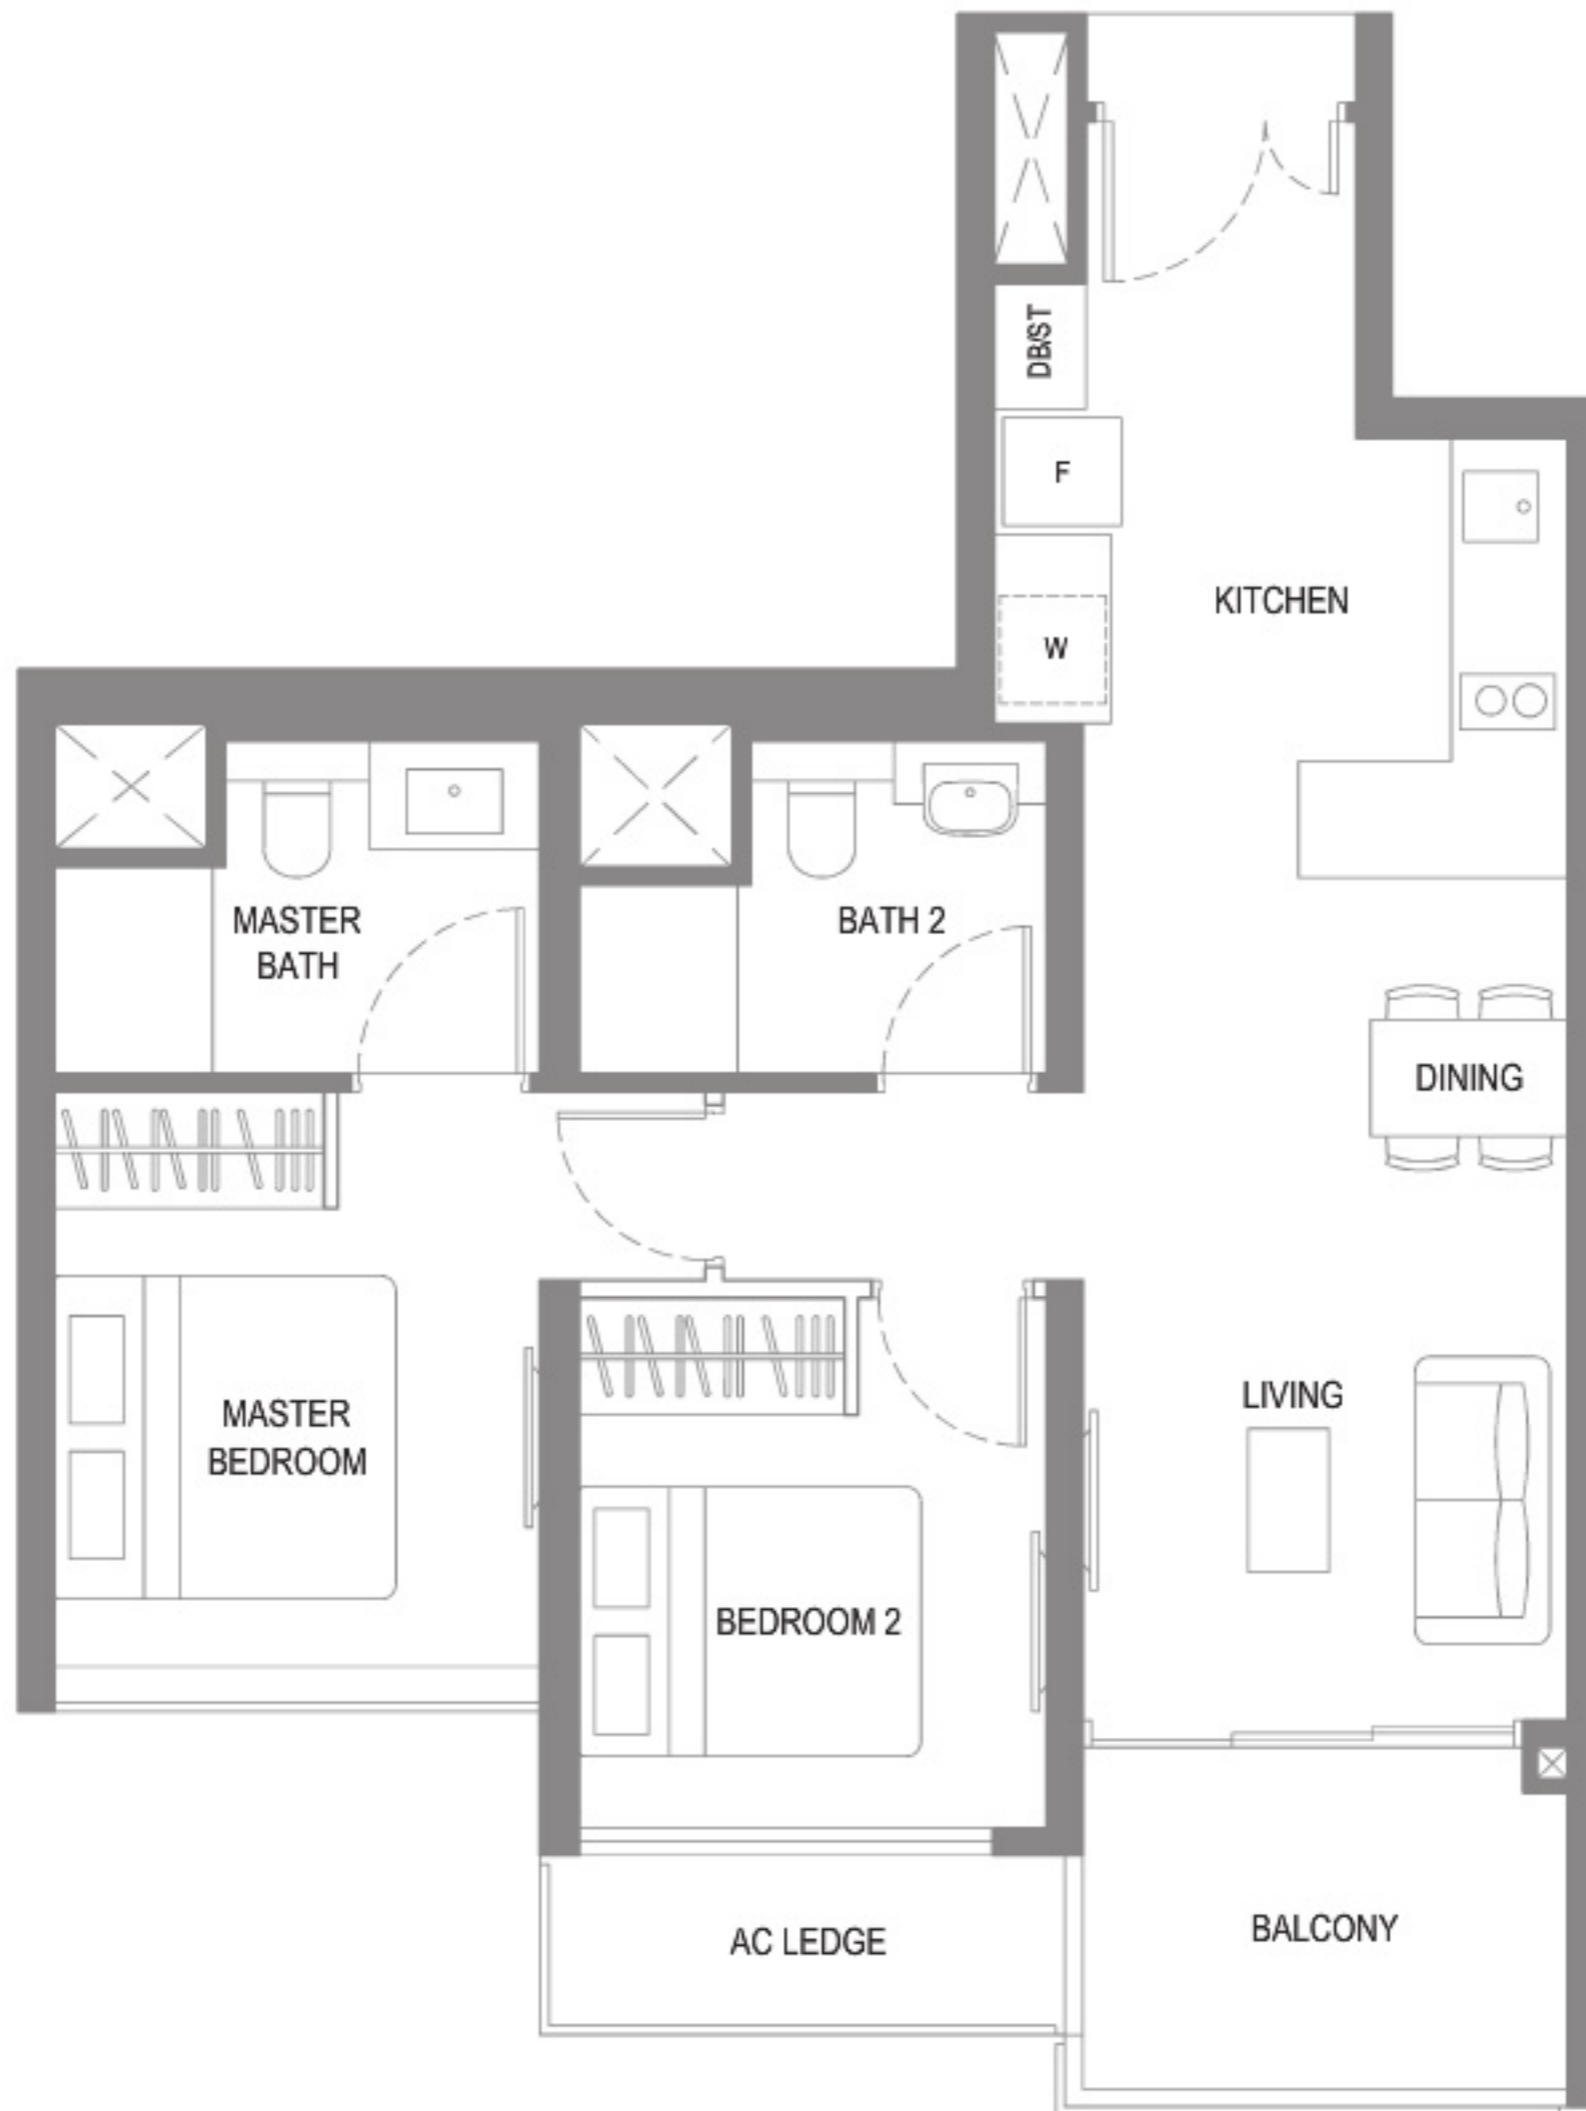 DB/ST
F
KITCHEN
W
MASTER
BATH
BATH 2
DINING
MASTER
BEDROOM
LIVING
BEDROOM 2
AC LEDGE
BALCONY